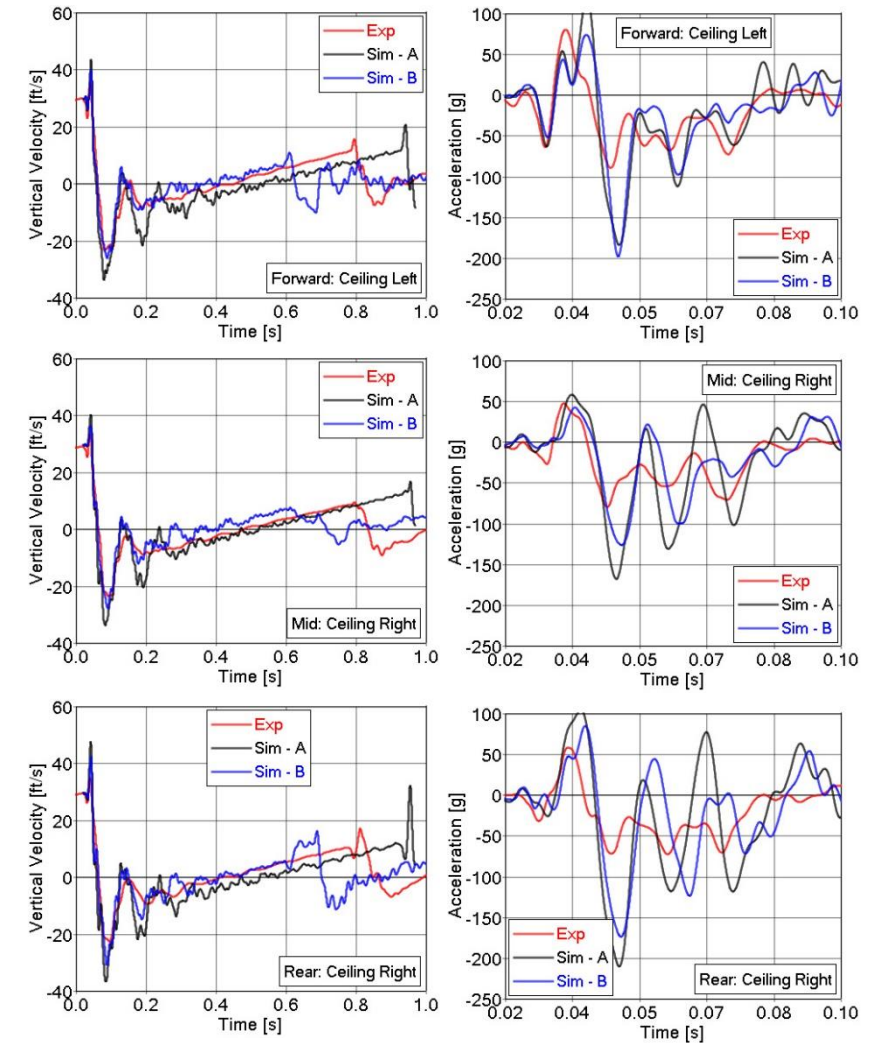 60
40
20
0
-20
-40
Vertical Velocity [ft/s]
Exp
Sim - A
Sim - B
Forward: Ceiling Left
0.0 0.2 0.4 0.6 0.8 1.0
Time [s]
100
50
0
-50
-100
-150
-200
-250
Acceleration [g]
Forward: Ceiling Left
Exp
Sim - A
Sim - B
0.02 0.04 0.05 0.07 0.08 0.10
Time [s]
60
40
20
0
-20
-40
Vertical Velocity [ft/s]
Exp
Sim - A
Sim - B
Mid: Ceiling Right
0.0 0.2 0.4 0.6 0.8 1.0
Time [s]
100
50
0
-50
-100
-150
-200
-250
Acceleration [g]
Mid: Ceiling Right
Exp
Sim - A
Sim - B
0.02 0.04 0.05 0.07 0.08 0.10
Time [s]
60
40
20
0
-20
-40
Vertical Velocity [ft/s]
Exp
Sim - A
Sim - B
Rear: Ceiling Right
0.0 0.2 0.4 0.6 0.8 1.0
Time [s]
100
50
0
-50
-100
-150
-200
-250
Acceleration [g]
Exp
Sim - A
Sim - B
Rear: Ceiling Right
0.02 0.04 0.05 0.07 0.08 0.10
Time [s]